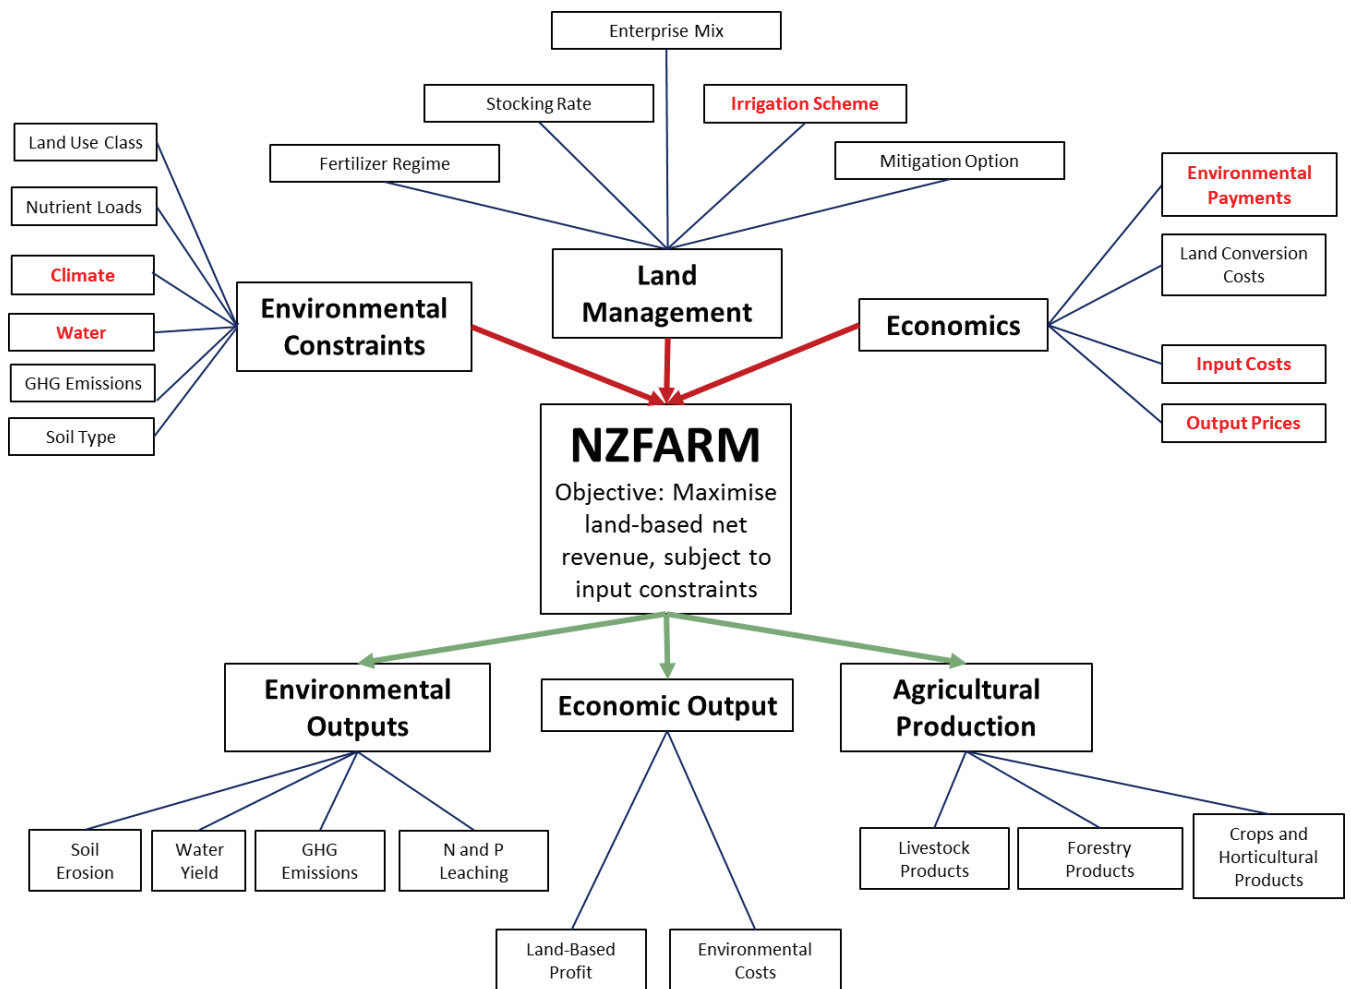 Enterprise Mix
Stocking Rate
Irrigation Scheme
Fertilizer Regime
Mitigation Option
Land Use Class
Nutrient Loads
Climate
Water
GHG Emissions
Soil Type
Environmental
Constraints
Land
Management
Economics
Environmental
Payments
Land Conversion
Costs
Input Costs
Output Prices
NZFARM
Objective: Maximise
land-based net
revenue, subject to
input constraints
Environmental
Outputs
Economic Output
Agricultural
Production
Soil
Erosion
Water
Yield
GHG
Emissions
N and P
Leaching
Land-Based
Profit
Environmental
Costs
Livestock
Products
Forestry
Products
Crops and
Horticultural
Products